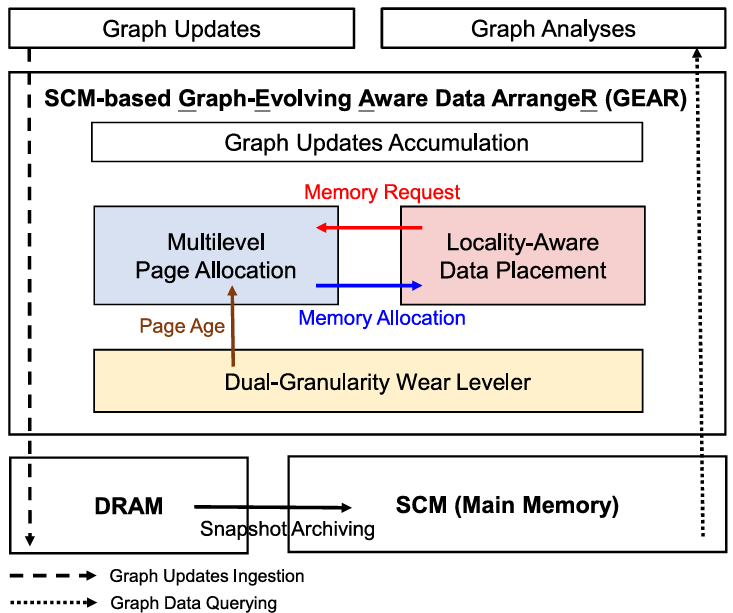 Graph Updates
Graph Analyses
SCM-based Graph-Evolving Aware Data ArrangeR (GEAR)
Graph Updates Accumulation
Memory Request
Multilevel
Page Allocation
Locality-Aware
Data Placement
Page Age
Memory Allocation
Dual-Granularity Wear Leveler
DRAM
SCM (Main Memory)
Snapshot Archiving
Graph Updates Ingestion
Graph Data Querying